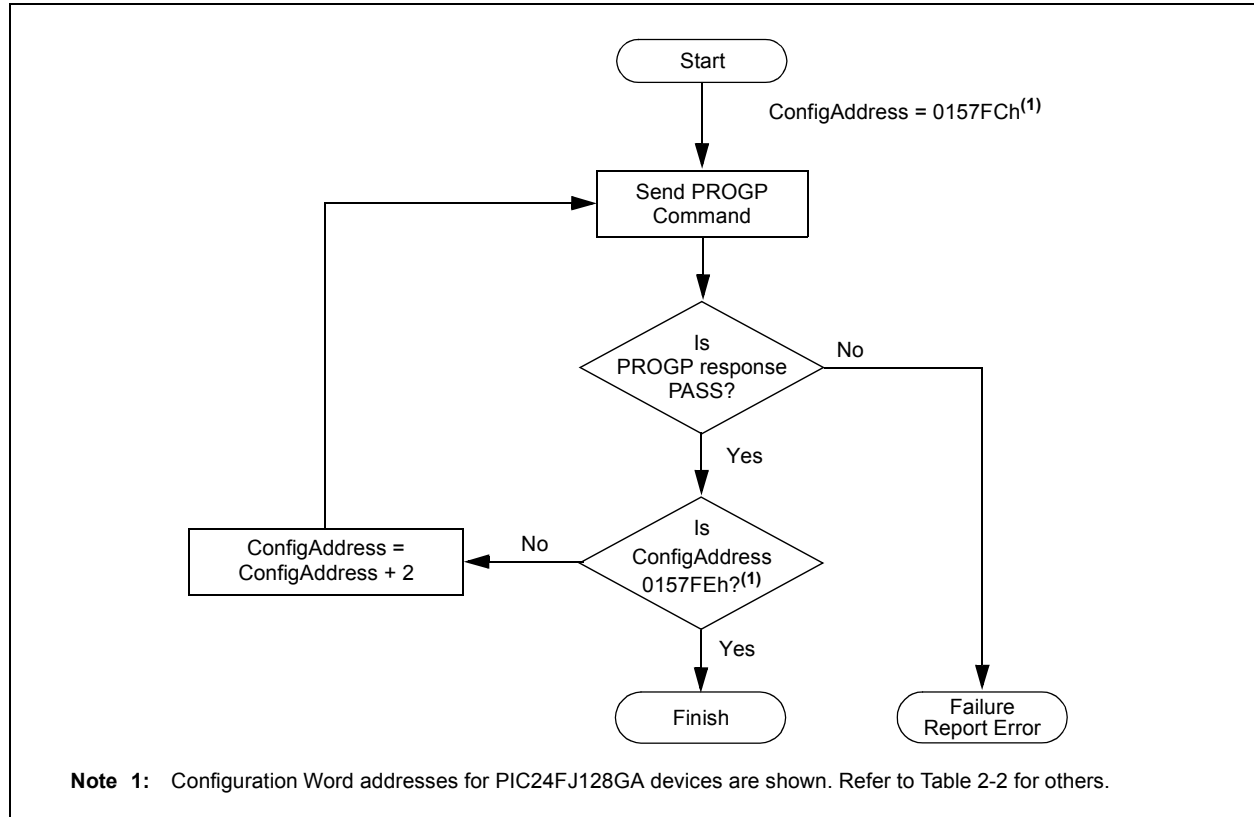 Start
ConfigAddress = 0157FCh(1)
Send PROGP
Command
Is
PROGP response
PASS?
No
Yes
Is
ConfigAddress
0157FEh?(1)
No
ConfigAddress =
ConfigAddress + 2
Yes
Finish
Failure
Report Error
Note 1: Configuration Word addresses for PIC24FJ128GA devices are shown. Refer to Table 2-2 for others.